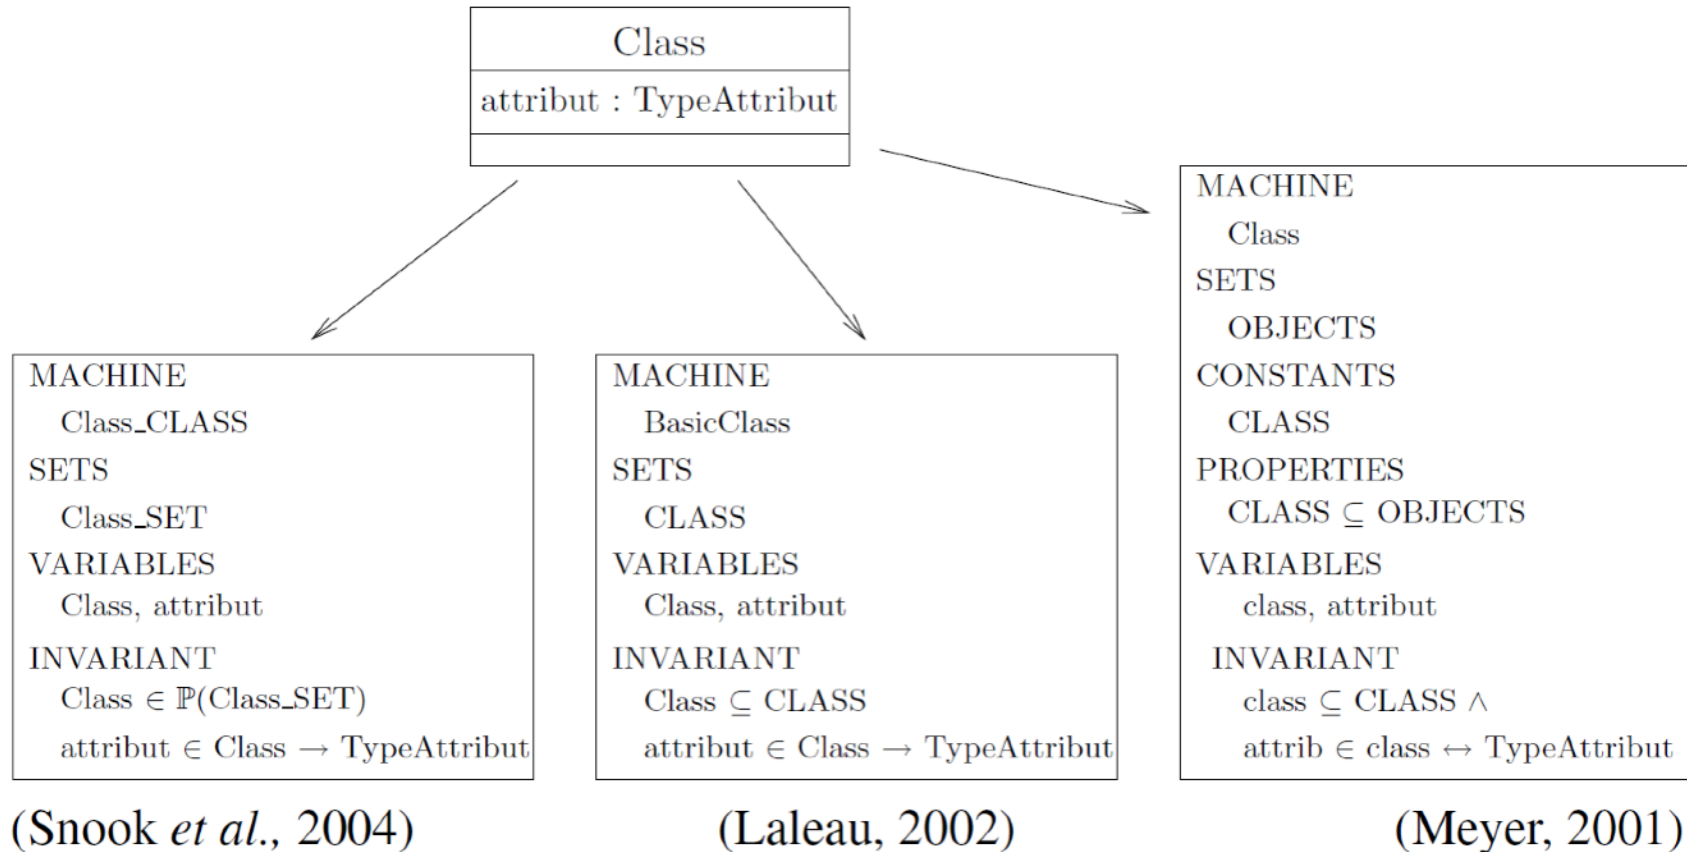 Class
attribut : TypeAttribut
MACHINE
Class_CLASS
SETS
Class_SET
VARIABLES
Class, attribut
INVARIANT
Class ∈ ℙ(Class_SET)
attribut ∈ Class → TypeAttribut
(Snook et al., 2004)
MACHINE
BasicClass
SETS
CLASS
VARIABLES
Class, attribut
INVARIANT
Class ⊆ CLASS
attribut ∈ Class → TypeAttribut
(Laleau, 2002)
MACHINE
Class
SETS
OBJECTS
CONSTANTS
CLASS
PROPERTIES
CLASS ⊆ OBJECTS
VARIABLES
class, attribut
INVARIANT
class ⊆ CLASS ∧
attrib ∈ class ↔ TypeAttribut
(Meyer, 2001)